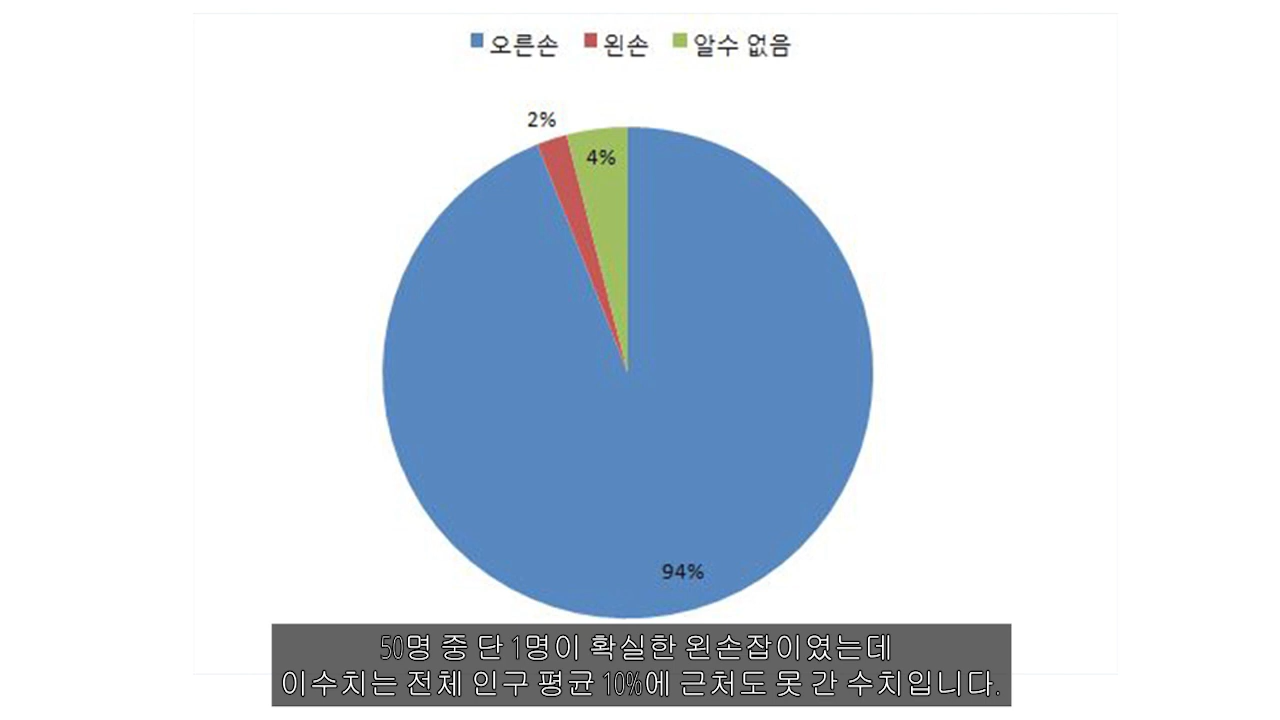 오른손 왼손 알수 없음
2%
4%
94%
50명 중 단 1명이 확실한 왼손잡이였는데
이수치는 전체 인구 평균 10%에 근처도 못 간 수치입니다.